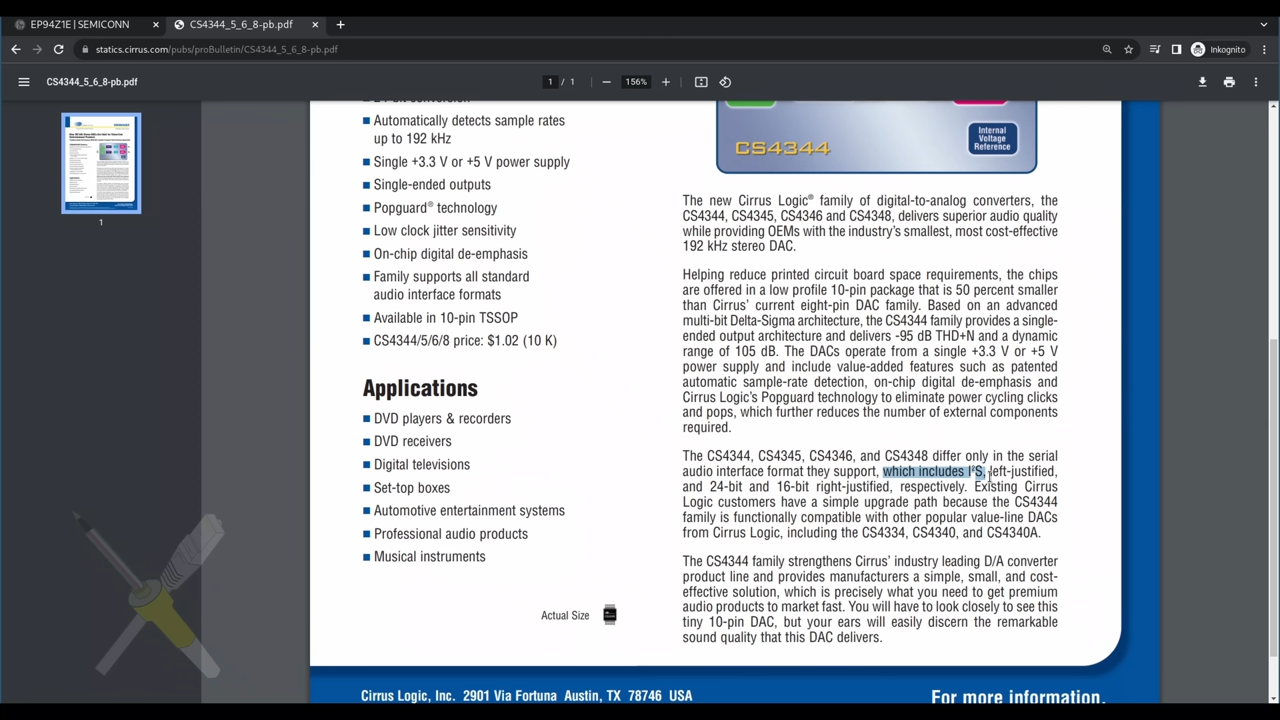 EP94Z1E | SEMICONN
CS4344_5_6_8-pb.pdf
statics.cirrus.com/pubs/proBulletin/CS4344_5_6_8-pb.pdf
Inkognito
CS4344_5_6_8-pb.pdf
1 / 1
156%
1
24-bit conversion
Automatically detects sample rates
up to 192 kHz
Single +3.3 V or +5 V power supply
Single-ended outputs
Popguard® technology
Low clock jitter sensitivity
On-chip digital de-emphasis
Family supports all standard
audio interface formats
Available in 10-pin TSSOP
CS4344/5/6/8 price: $1.02 (10 K)
Applications
DVD players & recorders
DVD receivers
Digital televisions
Set-top boxes
Automotive entertainment systems
Professional audio products
Musical instruments
Actual Size
Internal
Voltage
Reference
CS4344
The new Cirrus Logic® family of digital-to-analog converters, the
CS4344, CS4345, CS4346 and CS4348, delivers superior audio quality
while providing OEMs with the industry's smallest, most cost-effective
192 kHz stereo DAC.
Helping reduce printed circuit board space requirements, the chips
are offered in a low profile 10-pin package that is 50 percent smaller
than Cirrus' current eight-pin DAC family. Based on an advanced
multi-bit Delta-Sigma architecture, the CS4344 family provides a single-
ended output architecture and delivers -95 dB THD+N and a dynamic
range of 105 dB. The DACs operate from a single +3.3 V or +5 V
power supply and include value-added features such as patented
automatic sample-rate detection, on-chip digital de-emphasis and
Cirrus Logic's Popguard technology to eliminate power cycling clicks
and pops, which further reduces the number of external components
required.
The CS4344, CS4345, CS4346, and CS4348 differ only in the serial
audio interface format they support, which includes I²S, left-justified,
and 24-bit and 16-bit right-justified, respectively. Existing Cirrus
Logic customers have a simple upgrade path because the CS4344
family is functionally compatible with other popular value-line DACs
from Cirrus Logic, including the CS4334, CS4340, and CS4340A.
The CS4344 family strengthens Cirrus' industry leading D/A converter
product line and provides manufacturers a simple, small, and cost-
effective solution, which is precisely what you need to get premium
audio products to market fast. You will have to look closely to see this
tiny 10-pin DAC, but your ears will easily discern the remarkable
sound quality that this DAC delivers.
Cirrus Logic, Inc. 2901 Via Fortuna Austin, TX 78746 USA
For more information,